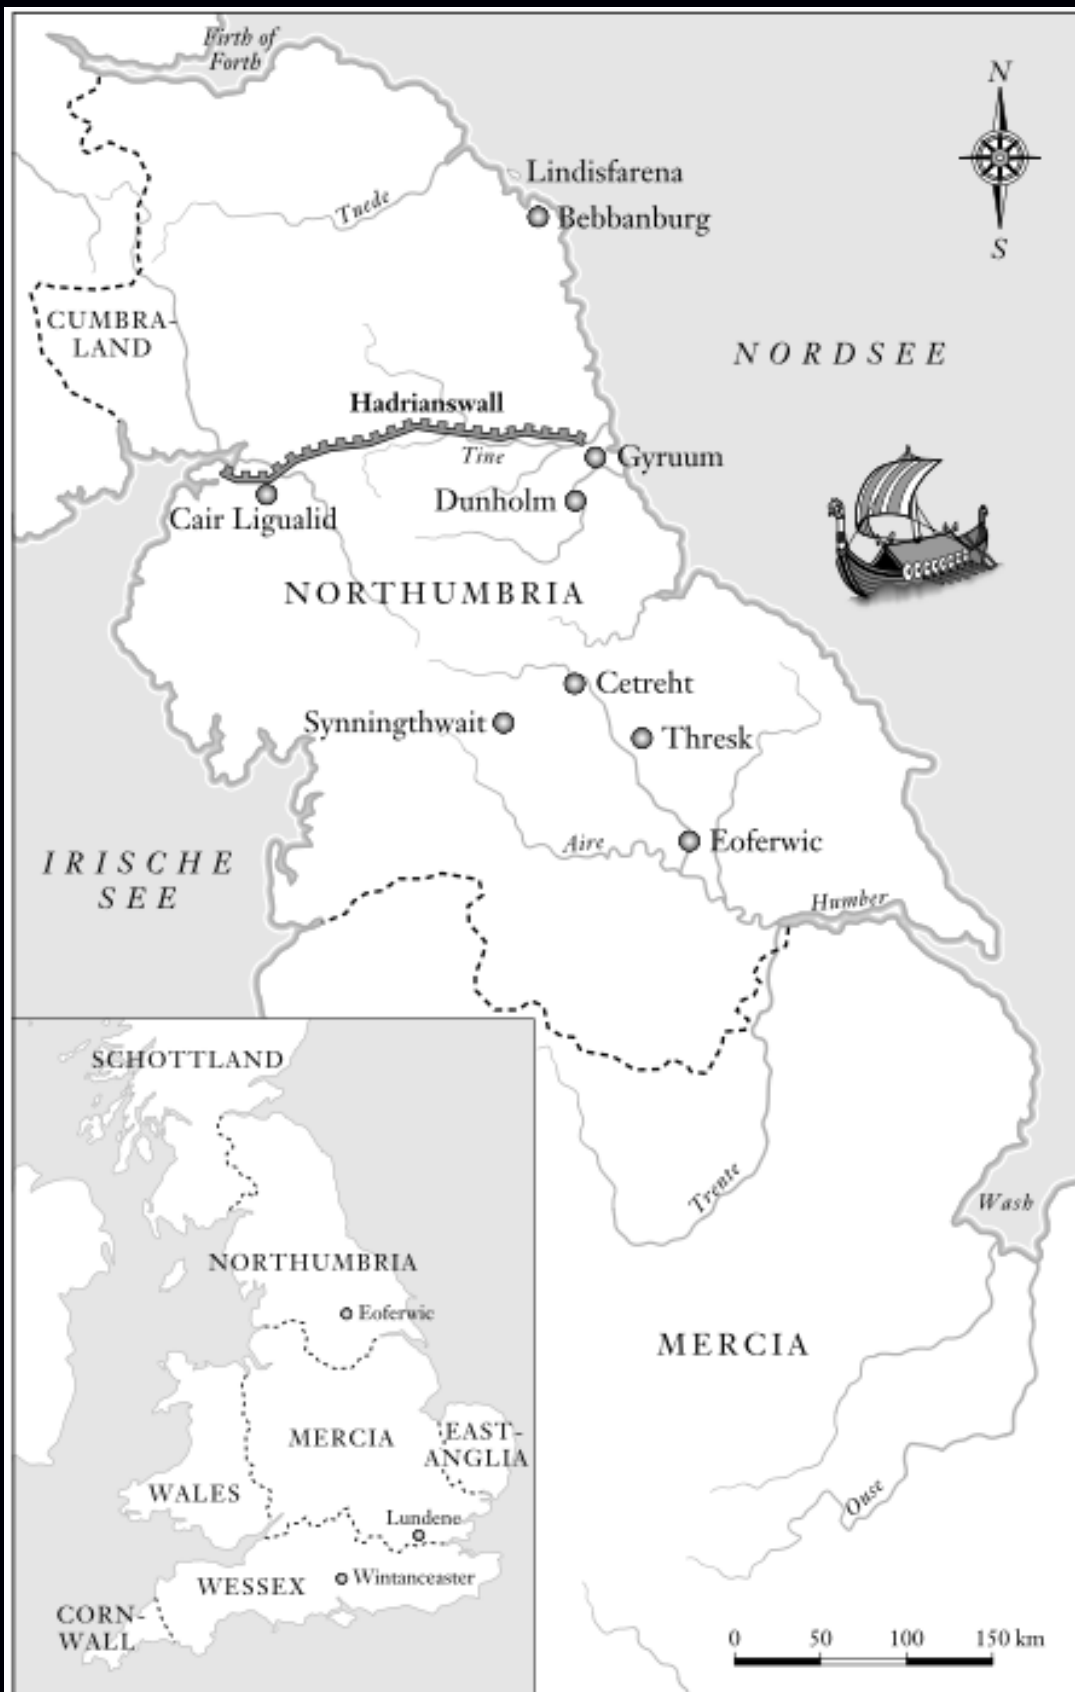 Firth of
Forth
N
S
Lindisfarena
Bebbanburg
Tuede
CUMBRA-
LAND
NORDSEE
Hadrianswall
Tine
Gyruum
Dunholm
Cair Ligualid
NORTHUMBRIA
Cetreht
Synningthwait
Thresk
Aire
Eoferwic
IRISCHE
SEE
Humber
Trente
Wash
MERCIA
Ouse
0 50 100 150 km
SCHOTTLAND
NORTHUMBRIA
Eoferwic
MERCIA
EAST-
ANGLIA
WALES
Lundene
WESSEX
Wintanceaster
CORN-
WALL